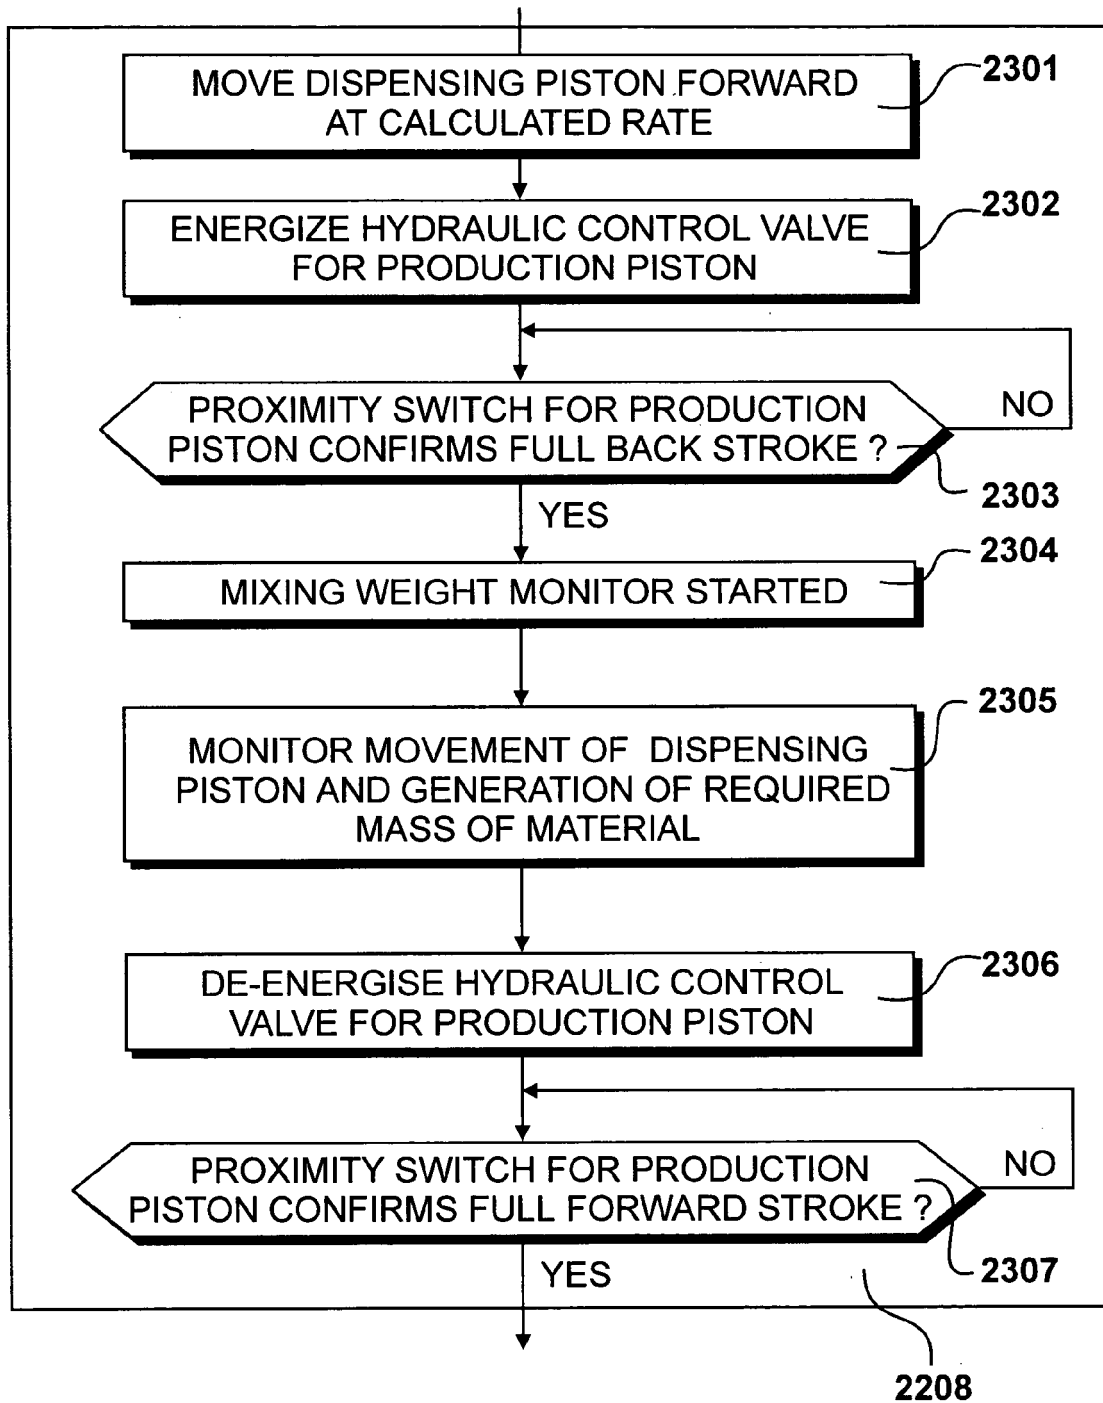 MOVE DISPENSING PISTON FORWARD
AT CALCULATED RATE
2301
ENERGIZE HYDRAULIC CONTROL VALVE
FOR PRODUCTION PISTON
2302
PROXIMITY SWITCH FOR PRODUCTION
PISTON CONFIRMS FULL BACK STROKE ?
NO
2303
YES
MIXING WEIGHT MONITOR STARTED
2304
MONITOR MOVEMENT OF DISPENSING
PISTON AND GENERATION OF REQUIRED
MASS OF MATERIAL
2305
DE-ENERGISE HYDRAULIC CONTROL
VALVE FOR PRODUCTION PISTON
2306
PROXIMITY SWITCH FOR PRODUCTION
PISTON CONFIRMS FULL FORWARD STROKE ?
NO
2307
YES
2208